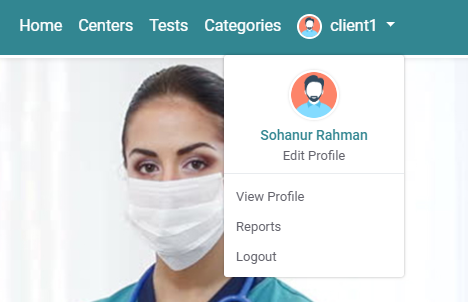 Home Centers Tests Categories client1
Sohanur Rahman
Edit Profile
View Profile
Reports
Logout